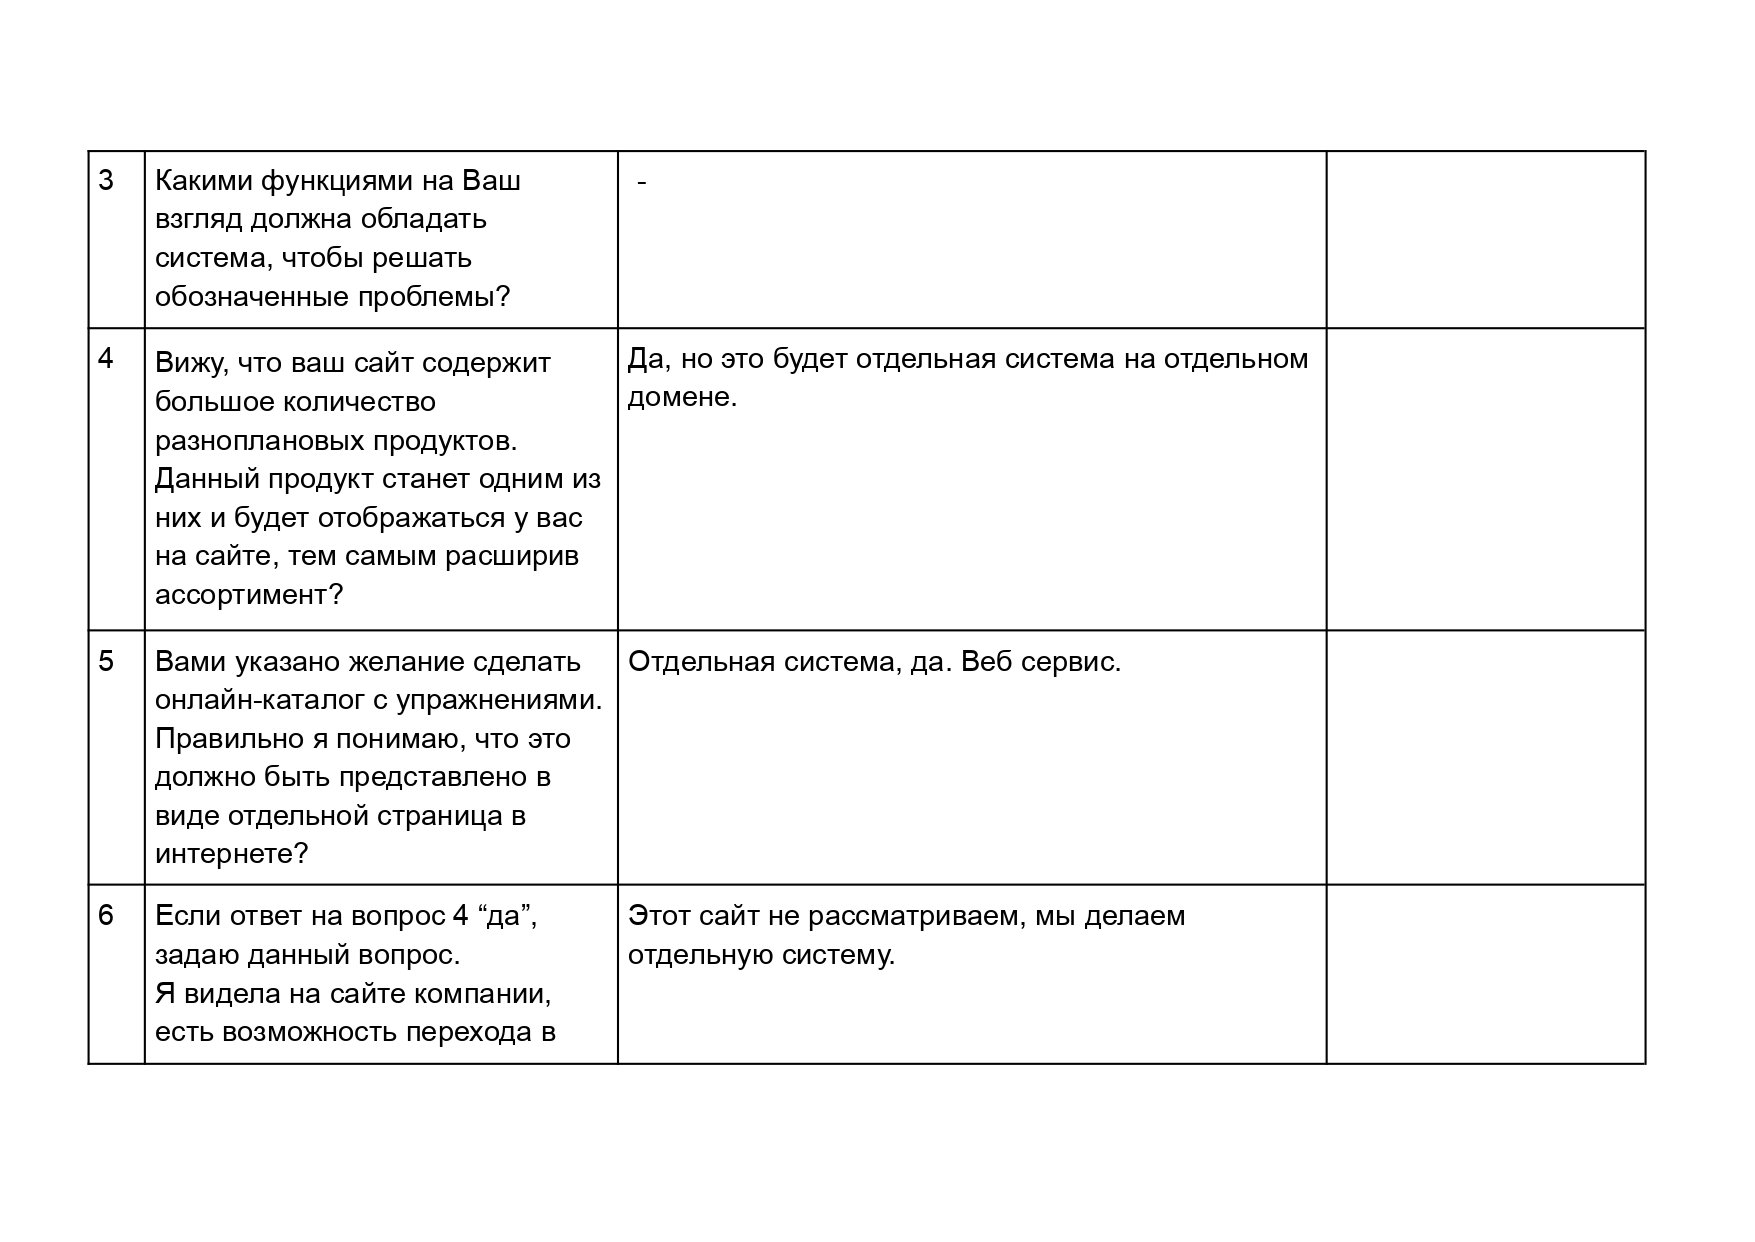 3
Какими функциями на Ваш
взгляд должна обладать
система, чтобы решать
обозначенные проблемы?
-
4
Вижу, что ваш сайт содержит
большое количество
разноплановых продуктов.
Данный продукт станет одним из
них и будет отображаться у вас
на сайте, тем самым расширив
ассортимент?
Да, но это будет отдельная система на отдельном
домене.
5
Вами указано желание сделать
онлайн-каталог с упражнениями.
Правильно я понимаю, что это
должно быть представлено в
виде отдельной страница в
интернете?
Отдельная система, да. Веб сервис.
6
Если ответ на вопрос 4 “да”,
задаю данный вопрос.
Я видела на сайте компании,
есть возможность перехода в
Этот сайт не рассматриваем, мы делаем
отдельную систему.